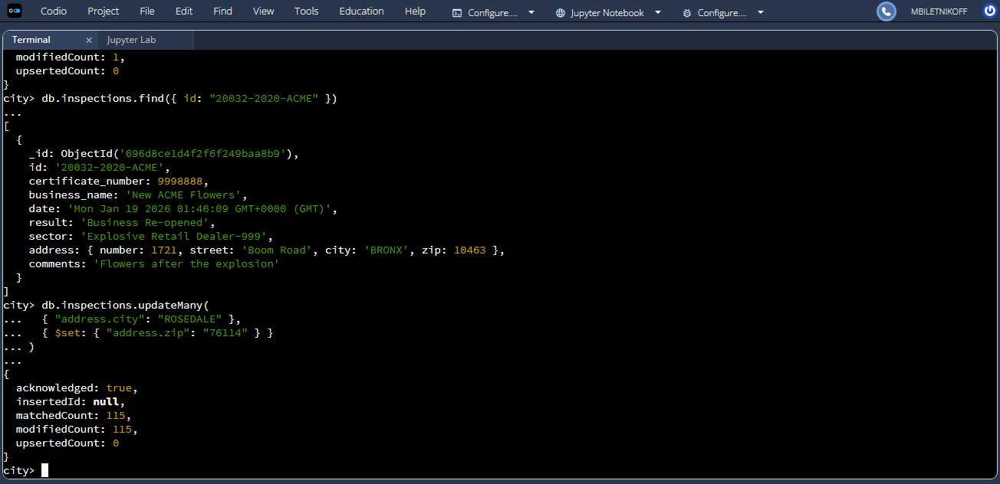 Codio Project File Edit Find View Tools Education Help Configure.... Jupyter Notebook Configure.... MBILETNIKOFF
Terminal × Jupyter Lab
  modifiedCount: 1,
  upsertedCount: 0
}
city> db.inspections.find({ id: "20032-2020-ACME" })
...
[
  {
    _id: ObjectId('696d8ce1d4f2f6f249baa8b9'),
    id: '20032-2020-ACME',
    certificate_number: 9998888,
    business_name: 'New ACME Flowers',
    date: 'Mon Jan 19 2026 01:46:09 GMT+0000 (GMT)',
    result: 'Business Re-opened',
    sector: 'Explosive Retail Dealer-999',
    address: { number: 1721, street: 'Boom Road', city: 'BRONX', zip: 10463 },
    comments: 'Flowers after the explosion'
  }
]
city> db.inspections.updateMany(
...   { "address.city": "ROSEDALE" },
...   { $set: { "address.zip": "76114" } }
... )
...
{
  acknowledged: true,
  insertedId: null,
  matchedCount: 115,
  modifiedCount: 115,
  upsertedCount: 0
}
city>